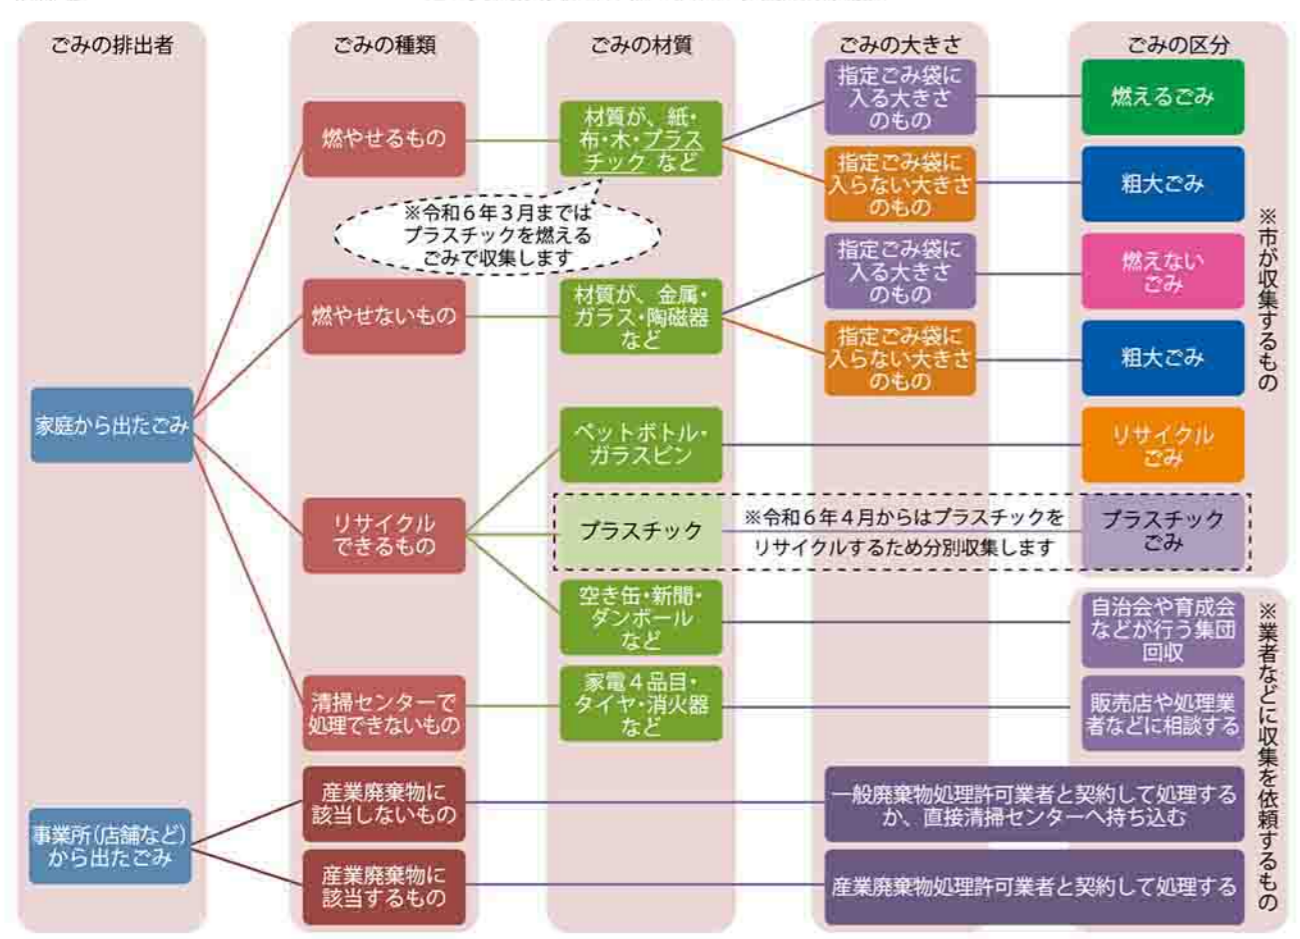 ごみの排出者
ごみの種類
ごみの材質
ごみの大きさ
ごみの区分
家庭から出たごみ
燃やせるもの
材質が、紙・
布・木・プラス
チック など
指定ごみ袋に
入る大きさ
のもの
燃えるごみ
指定ごみ袋に
入らない大きさ
のもの
粗大ごみ
※令和6年3月までは
プラスチックを燃える
ごみで収集します
燃やせないもの
材質が、金属・
ガラス・陶磁器
など
指定ごみ袋に
入る大きさ
のもの
燃えない
ごみ
指定ごみ袋に
入らない大きさ
のもの
粗大ごみ
リサイクル
できるもの
ペットボトル・
ガラスビン
リサイクル
ごみ
プラスチック
※令和6年4月からはプラスチックを
リサイクルするため分別収集します
プラスチック
ごみ
空き缶・新聞・
ダンボール
など
自治会や育成会
などが行う集団
回収
清掃センターで
処理できないもの
家電4品目・
タイヤ・消火器
など
販売店や処理業
者などに相談する
事業所(店舗など)
から出たごみ
産業廃棄物に
該当しないもの
一般廃棄物処理許可業者と契約して処理する
か、直接清掃センターへ持ち込む
産業廃棄物に
該当するもの
産業廃棄物処理許可業者と契約して処理する
※市が収集するもの
※業者などに収集を依頼するもの